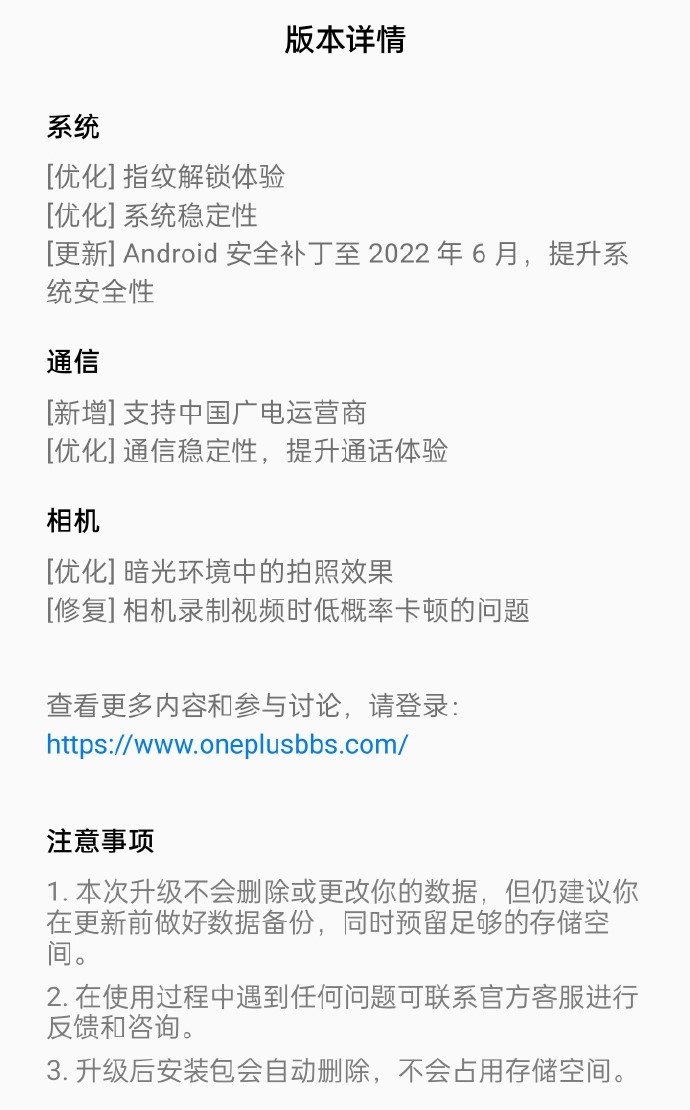 版本详情
系统
[优化] 指纹解锁体验
[优化] 系统稳定性
[更新] Android 安全补丁至 2022 年 6 月，提升系
统安全性
通信
[新增] 支持中国广电运营商
[优化] 通信稳定性，提升通话体验
相机
[优化] 暗光环境中的拍照效果
[修复] 相机录制视频时低概率卡顿的问题
查看更多内容和参与讨论，请登录：
https://www.oneplusbbs.com/
注意事项
1. 本次升级不会删除或更改你的数据，但仍建议你
在更新前做好数据备份，同时预留足够的存储空
间。
2. 在使用过程中遇到任何问题可联系官方客服进行
反馈和咨询。
3. 升级后安装包会自动删除，不会占用存储空间。